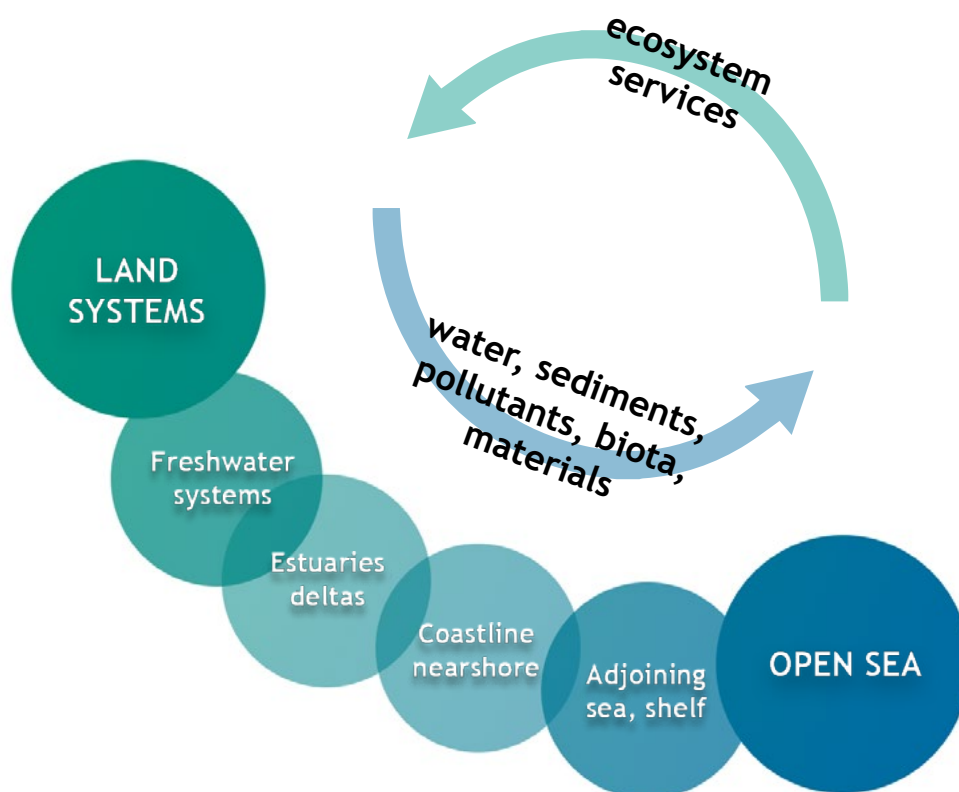 ecosystem
services
LAND
SYSTEMS
water, sediments,
pollutants, biota,
materials
Freshwater
systems
Estuaries
deltas
Coastline
nearshore
Adjoining
sea, shelf
OPEN SEA